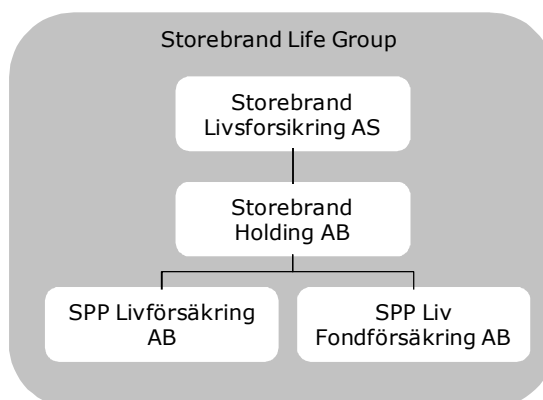 Storebrand Life Group
Storebrand
Livsforsikring AS
Storebrand
Holding AB
SPP Livförsäkring
AB
SPP Liv
Fondförsäkring AB